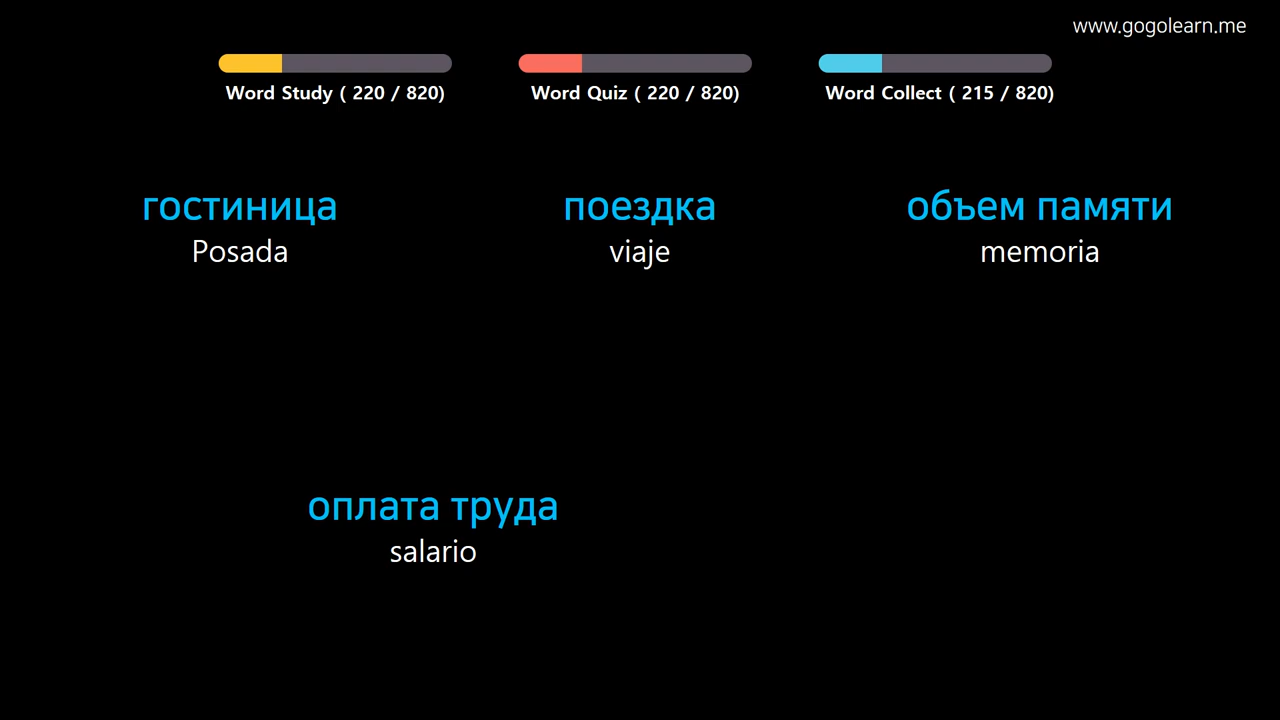 www.gogolearn.me
Word Study ( 220 / 820)
Word Quiz ( 220 / 820)
Word Collect ( 215 / 820)
гостиница
Posada
поездка
viaje
объем памяти
memoria
оплата труда
salario